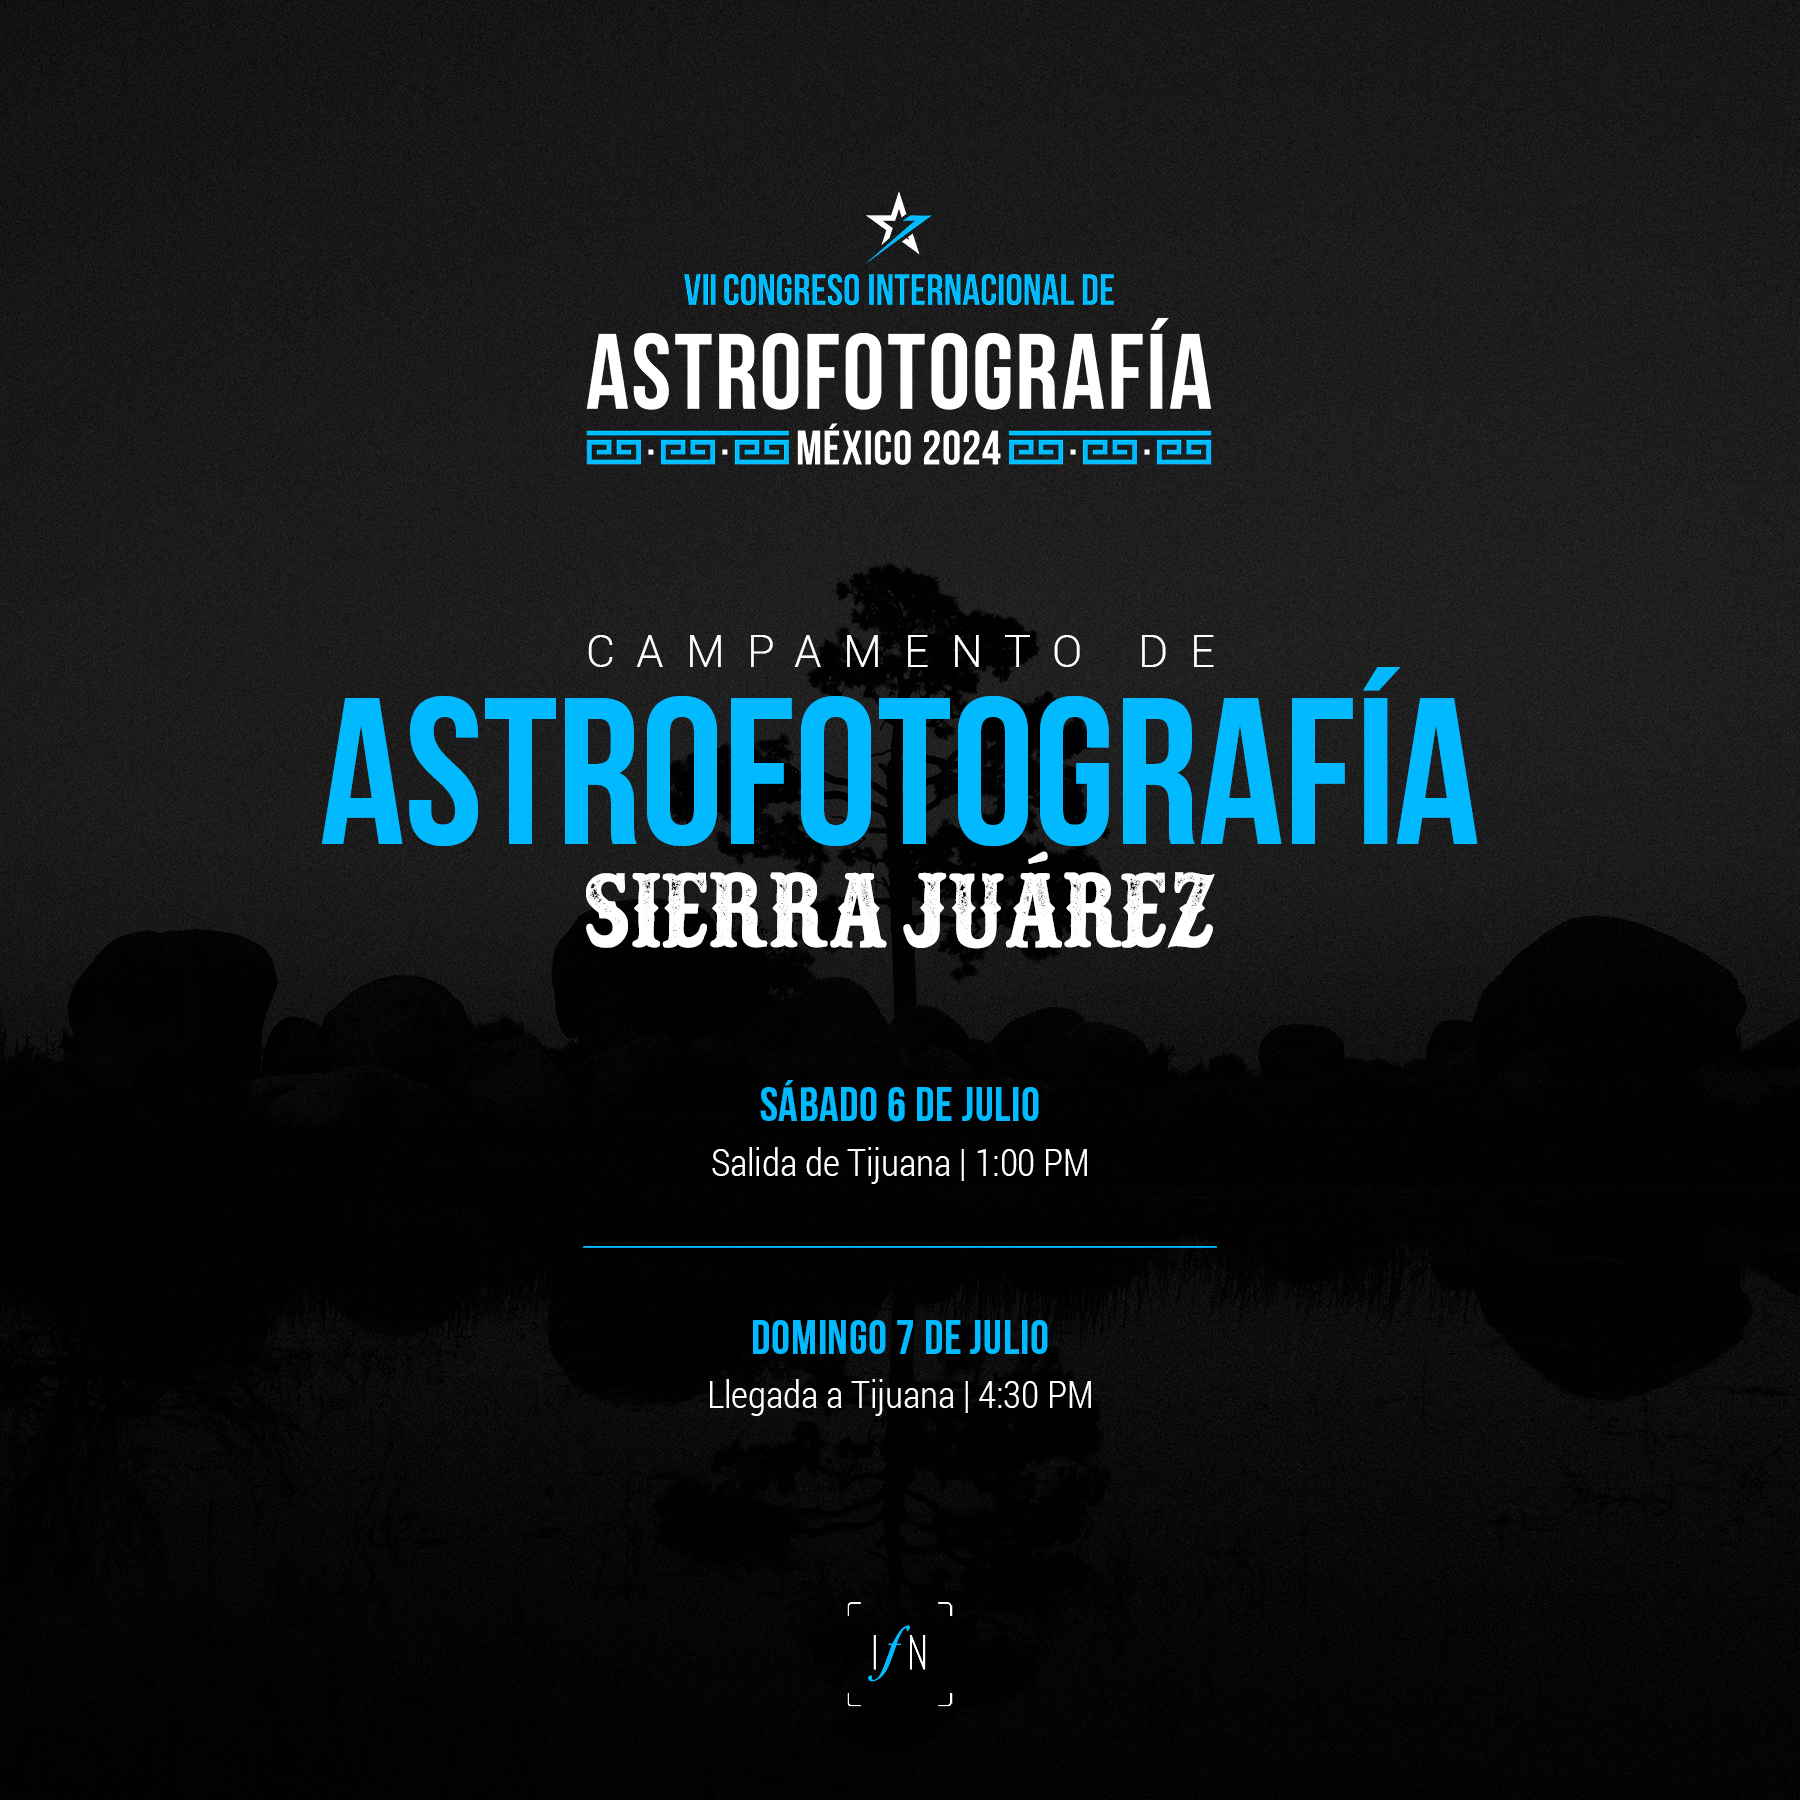 VII CONGRESO INTERNACIONAL DE
ASTROFOTOGRAFÍA
MÉXICO 2024
CAMPAMENTO DE
ASTROFOTOGRAFÍA
SIERRA JUÁREZ
SÁBADO 6 DE JULIO
Salida de Tijuana | 1:00 PM
DOMINGO 7 DE JULIO
Llegada a Tijuana | 4:30 PM
IfN